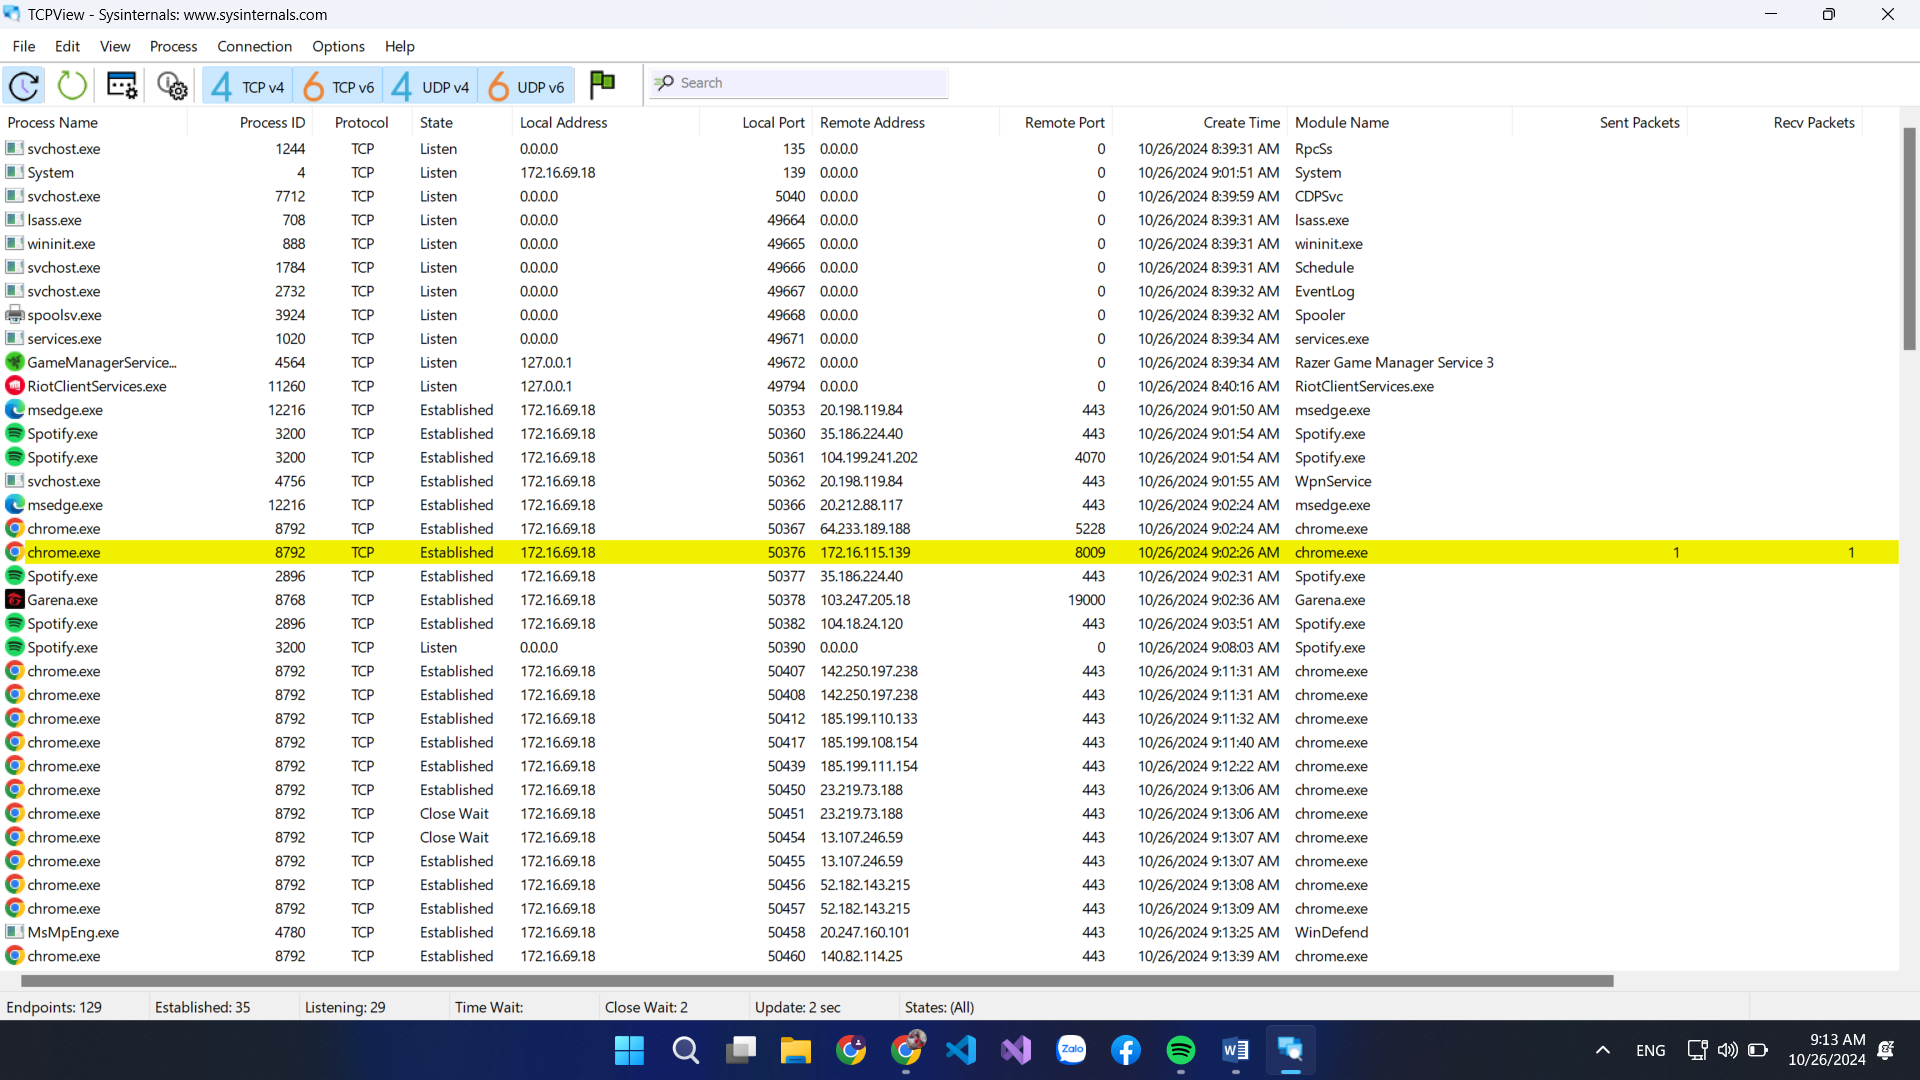 TCPView - Sysinternals: www.sysinternals.com
File Edit View Process Connection Options Help
4 TCP v4 6 TCP v6 4 UDP v4 6 UDP v6 Search
Process Name Process ID Protocol State Local Address Local Port Remote Address Remote Port Create Time Module Name Sent Packets Recv Packets
svchost.exe 1244 TCP Listen 0.0.0.0 135 0.0.0.0 0 10/26/2024 8:39:31 AM RpcSs
System 4 TCP Listen 172.16.69.18 139 0.0.0.0 0 10/26/2024 9:01:51 AM System
svchost.exe 7712 TCP Listen 0.0.0.0 5040 0.0.0.0 0 10/26/2024 8:39:59 AM CDPSvc
lsass.exe 708 TCP Listen 0.0.0.0 49664 0.0.0.0 0 10/26/2024 8:39:31 AM lsass.exe
wininit.exe 888 TCP Listen 0.0.0.0 49665 0.0.0.0 0 10/26/2024 8:39:31 AM wininit.exe
svchost.exe 1784 TCP Listen 0.0.0.0 49666 0.0.0.0 0 10/26/2024 8:39:31 AM Schedule
svchost.exe 2732 TCP Listen 0.0.0.0 49667 0.0.0.0 0 10/26/2024 8:39:32 AM EventLog
spoolsv.exe 3924 TCP Listen 0.0.0.0 49668 0.0.0.0 0 10/26/2024 8:39:32 AM Spooler
services.exe 1020 TCP Listen 0.0.0.0 49671 0.0.0.0 0 10/26/2024 8:39:34 AM services.exe
GameManagerService... 4564 TCP Listen 127.0.0.1 49672 0.0.0.0 0 10/26/2024 8:39:34 AM Razer Game Manager Service 3
RiotClientServices.exe 11260 TCP Listen 127.0.0.1 49794 0.0.0.0 0 10/26/2024 8:40:16 AM RiotClientServices.exe
msedge.exe 12216 TCP Established 172.16.69.18 50353 20.198.119.84 443 10/26/2024 9:01:50 AM msedge.exe
Spotify.exe 3200 TCP Established 172.16.69.18 50360 35.186.224.40 443 10/26/2024 9:01:54 AM Spotify.exe
Spotify.exe 3200 TCP Established 172.16.69.18 50361 104.199.241.202 4070 10/26/2024 9:01:54 AM Spotify.exe
svchost.exe 4756 TCP Established 172.16.69.18 50362 20.198.119.84 443 10/26/2024 9:01:55 AM WpnService
msedge.exe 12216 TCP Established 172.16.69.18 50366 20.212.88.117 443 10/26/2024 9:02:24 AM msedge.exe
chrome.exe 8792 TCP Established 172.16.69.18 50367 64.233.189.188 5228 10/26/2024 9:02:24 AM chrome.exe
chrome.exe 8792 TCP Established 172.16.69.18 50376 172.16.115.139 8009 10/26/2024 9:02:26 AM chrome.exe 1 1
Spotify.exe 2896 TCP Established 172.16.69.18 50377 35.186.224.40 443 10/26/2024 9:02:31 AM Spotify.exe
Garena.exe 8768 TCP Established 172.16.69.18 50378 103.247.205.18 19000 10/26/2024 9:02:36 AM Garena.exe
Spotify.exe 2896 TCP Established 172.16.69.18 50382 104.18.24.120 443 10/26/2024 9:03:51 AM Spotify.exe
Spotify.exe 3200 TCP Listen 0.0.0.0 50390 0.0.0.0 0 10/26/2024 9:08:03 AM Spotify.exe
chrome.exe 8792 TCP Established 172.16.69.18 50407 142.250.197.238 443 10/26/2024 9:11:31 AM chrome.exe
chrome.exe 8792 TCP Established 172.16.69.18 50408 142.250.197.238 443 10/26/2024 9:11:31 AM chrome.exe
chrome.exe 8792 TCP Established 172.16.69.18 50412 185.199.110.133 443 10/26/2024 9:11:32 AM chrome.exe
chrome.exe 8792 TCP Established 172.16.69.18 50417 185.199.108.154 443 10/26/2024 9:11:40 AM chrome.exe
chrome.exe 8792 TCP Established 172.16.69.18 50439 185.199.111.154 443 10/26/2024 9:12:22 AM chrome.exe
chrome.exe 8792 TCP Established 172.16.69.18 50450 23.219.73.188 443 10/26/2024 9:13:06 AM chrome.exe
chrome.exe 8792 TCP Close Wait 172.16.69.18 50451 23.219.73.188 443 10/26/2024 9:13:06 AM chrome.exe
chrome.exe 8792 TCP Close Wait 172.16.69.18 50454 13.107.246.59 443 10/26/2024 9:13:07 AM chrome.exe
chrome.exe 8792 TCP Established 172.16.69.18 50455 13.107.246.59 443 10/26/2024 9:13:07 AM chrome.exe
chrome.exe 8792 TCP Established 172.16.69.18 50456 52.182.143.215 443 10/26/2024 9:13:08 AM chrome.exe
chrome.exe 8792 TCP Established 172.16.69.18 50457 52.182.143.215 443 10/26/2024 9:13:09 AM chrome.exe
MsMpEng.exe 4780 TCP Established 172.16.69.18 50458 20.247.160.101 443 10/26/2024 9:13:25 AM WinDefend
chrome.exe 8792 TCP Established 172.16.69.18 50460 140.82.114.25 443 10/26/2024 9:13:39 AM chrome.exe
Endpoints: 129 Established: 35 Listening: 29 Time Wait: Close Wait: 2 Update: 2 sec States: (All)
Zalo ENG 9:13 AM
10/26/2024